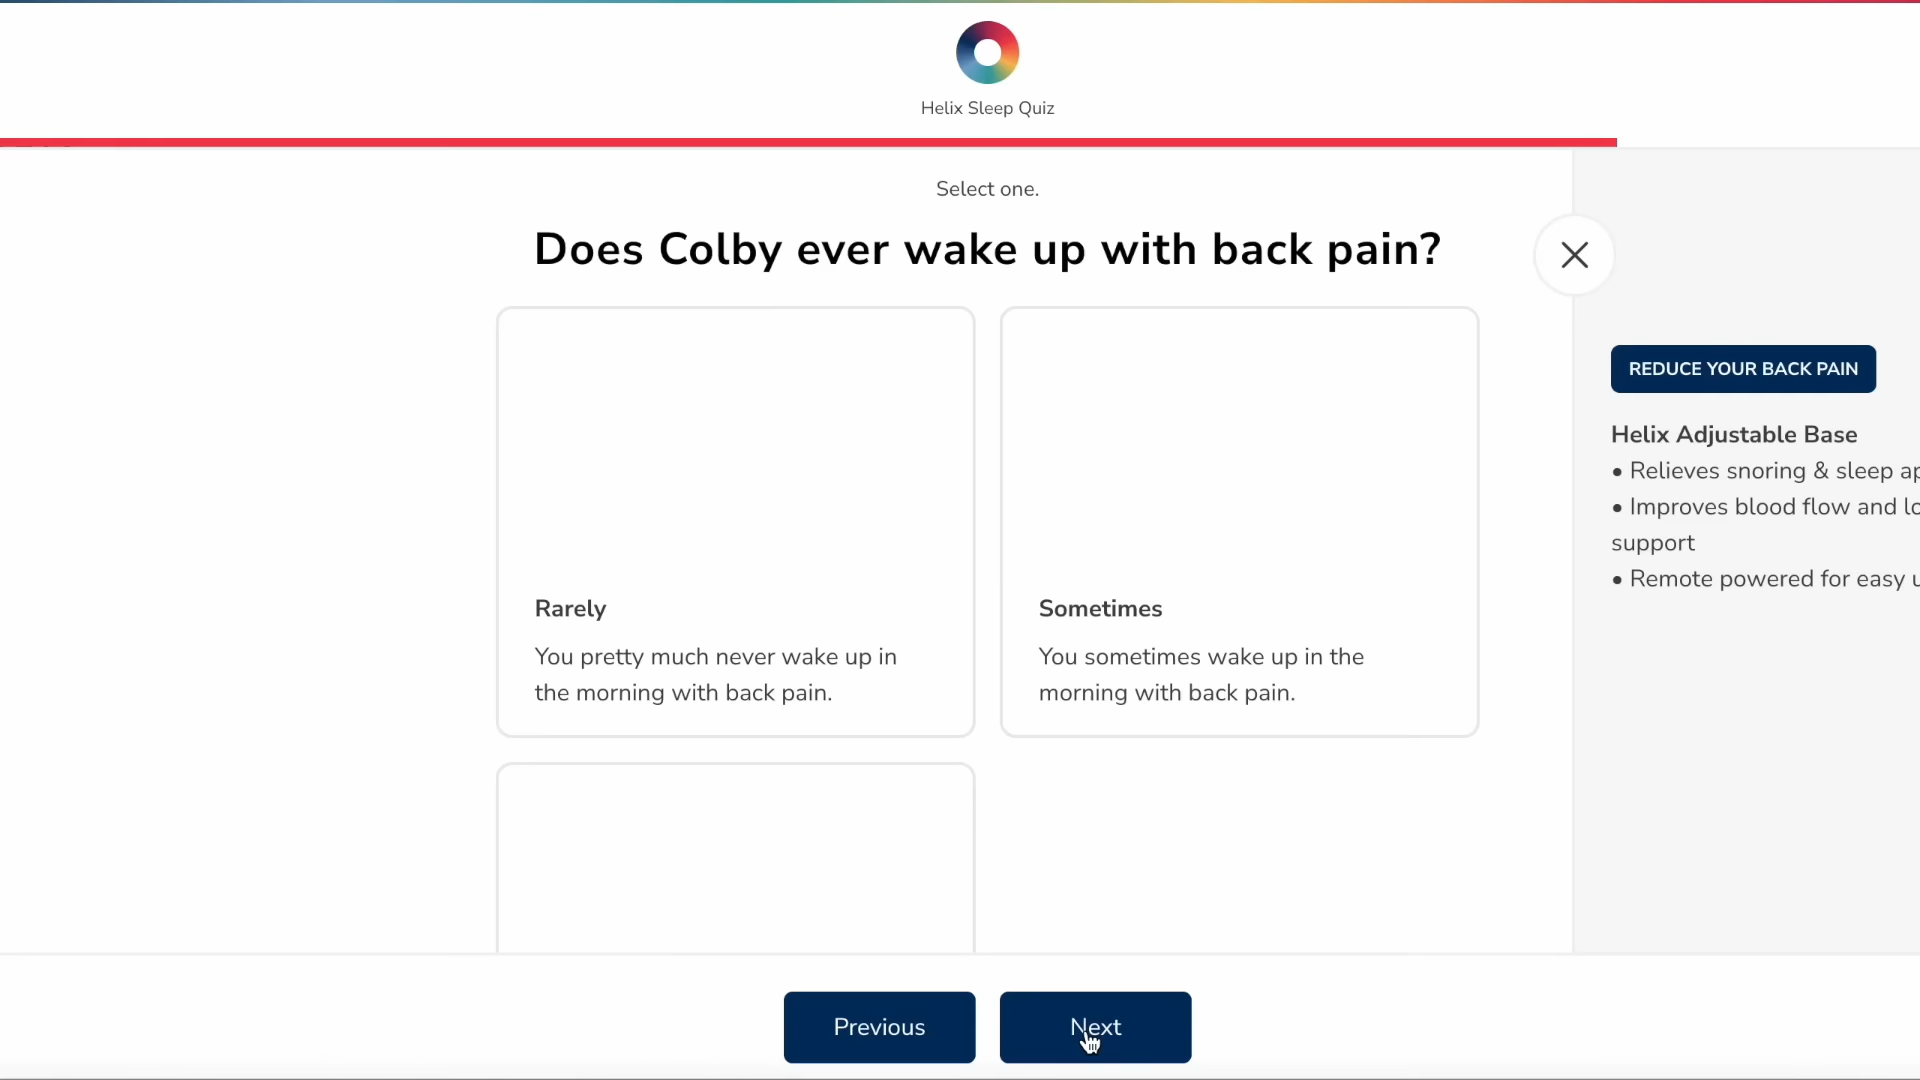 Helix Sleep Quiz
Select one.
Does Colby ever wake up with back pain?
Rarely
You pretty much never wake up in
the morning with back pain.
Sometimes
You sometimes wake up in the
morning with back pain.
REDUCE YOUR BACK PAIN
Helix Adjustable Base
• Relieves snoring & sleep
• Improves blood flow and
support
• Remote powered for easy
Previous
Next